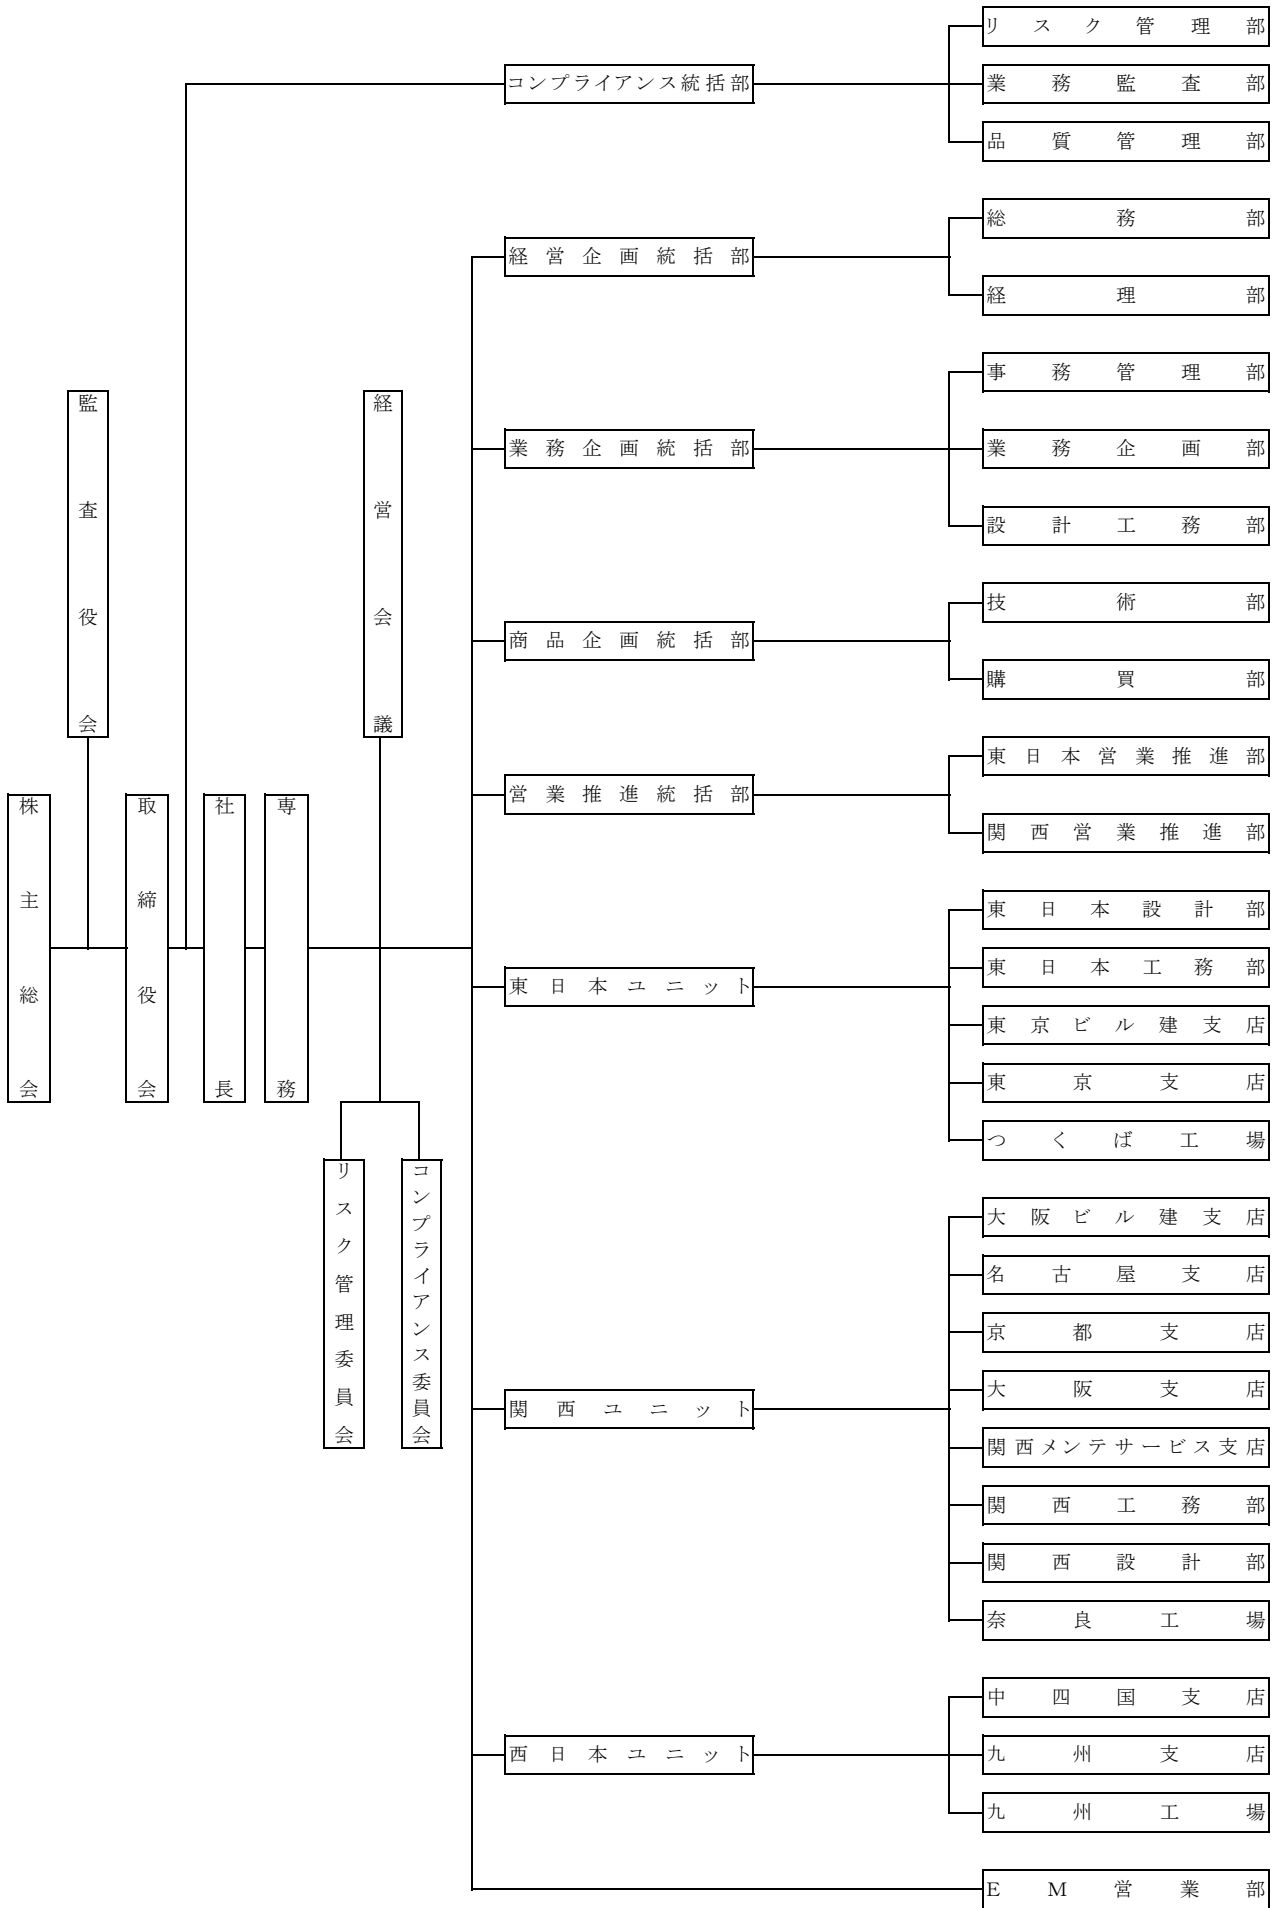 株主総会
監査役会
取締役会
社長
専務
経営会議
リスク管理委員会
コンプライアンス委員会
コンプライアンス統括部
リスク管理部
業務監査部
品質管理部
経営企画統括部
総務部
経理部
業務企画統括部
事務管理部
業務企画部
設計工務部
商品企画統括部
技術部
購買部
営業推進統括部
東日本営業推進部
関西営業推進部
東日本ユニット
東日本設計部
東日本工務部
東京ビル建支店
東京支店
つくば工場
関西ユニット
大阪ビル建支店
名古屋支店
京都支店
大阪支店
関西メンテサービス支店
関西工務部
関西設計部
奈良工場
西日本ユニット
中四国支店
九州支店
九州工場
EM営業部